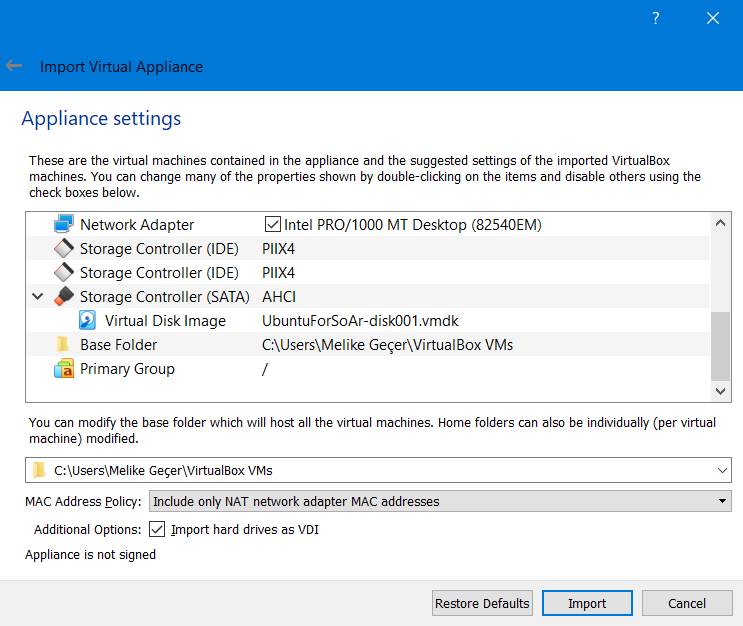 ?
Import Virtual Appliance
Appliance settings
These are the virtual machines contained in the appliance and the suggested settings of the imported VirtualBox
machines. You can change many of the properties shown by double-clicking on the items and disable others using the
check boxes below.
Network Adapter Intel PRO/1000 MT Desktop (82540EM)
Storage Controller (IDE) PIIX4
Storage Controller (IDE) PIIX4
Storage Controller (SATA) AHCI
Virtual Disk Image UbuntuForSoAr-disk001.vmdk
Base Folder C:\Users\Melike Geçer\VirtualBox VMs
Primary Group /
You can modify the base folder which will host all the virtual machines. Home folders can also be individually (per virtual
machine) modified.
C:\Users\Melike Geçer\VirtualBox VMs
MAC Address Policy: Include only NAT network adapter MAC addresses
Additional Options: Import hard drives as VDI
Appliance is not signed
Restore Defaults Import Cancel